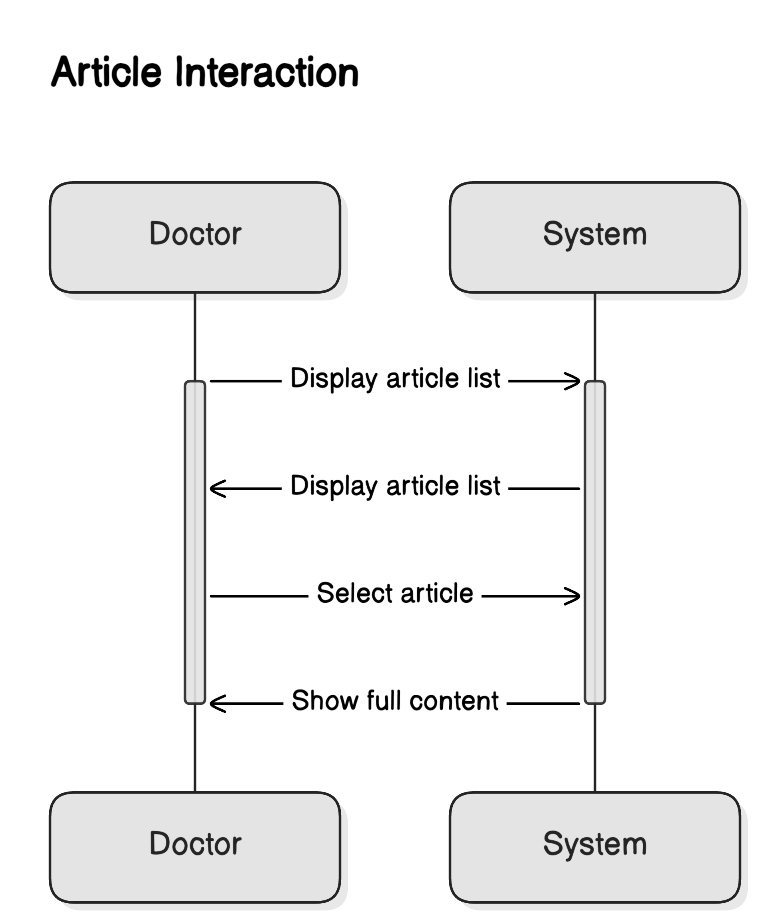 Article Interaction
Doctor
System
Display article list
Display article list
Select article
Show full content
Doctor
System